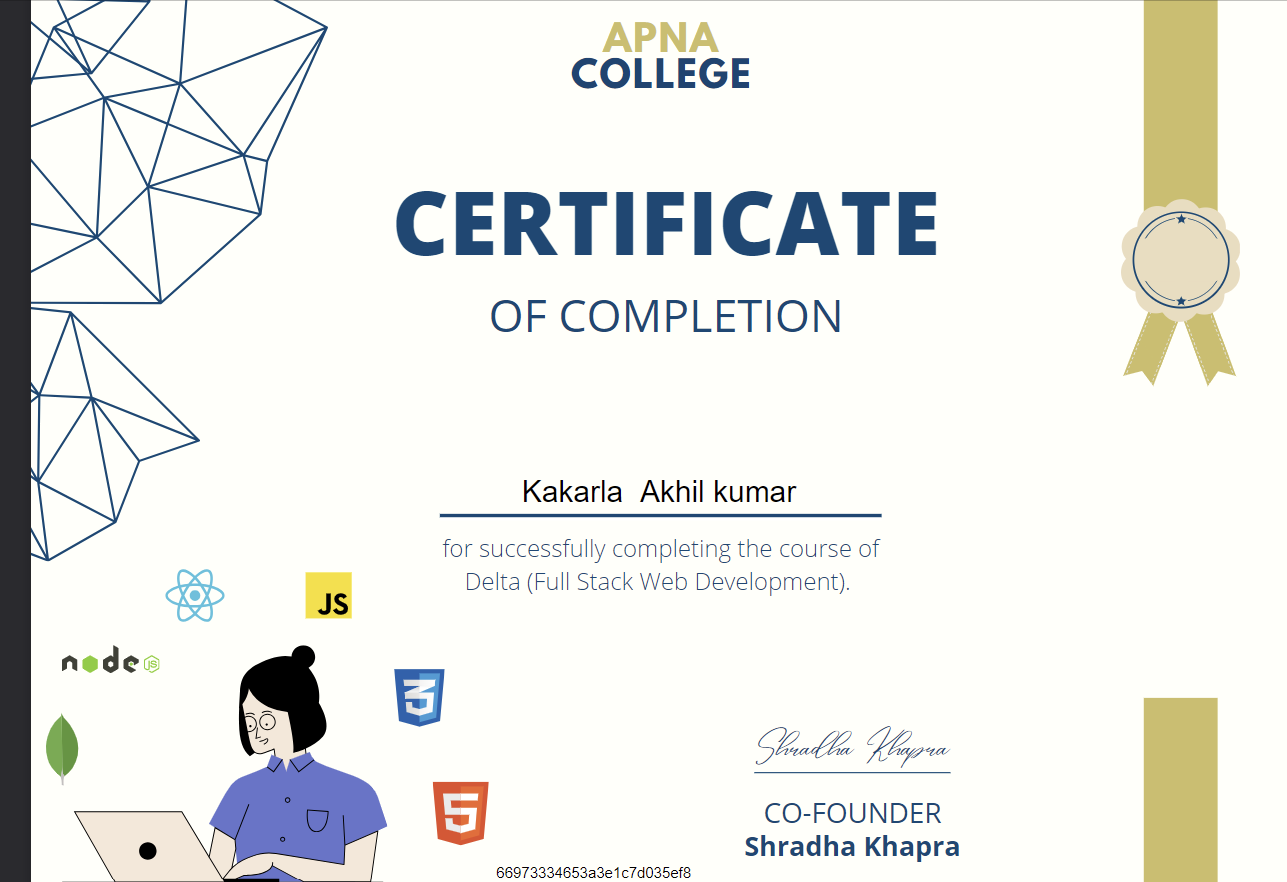 APNA
COLLEGE
CERTIFICATE
OF COMPLETION
Kakarla  Akhil kumar
for successfully completing the course of
Delta (Full Stack Web Development).
JS
node
JS
3
5
Shradha Khapra
CO-FOUNDER
Shradha Khapra
66973334653a3e1c7d035ef8